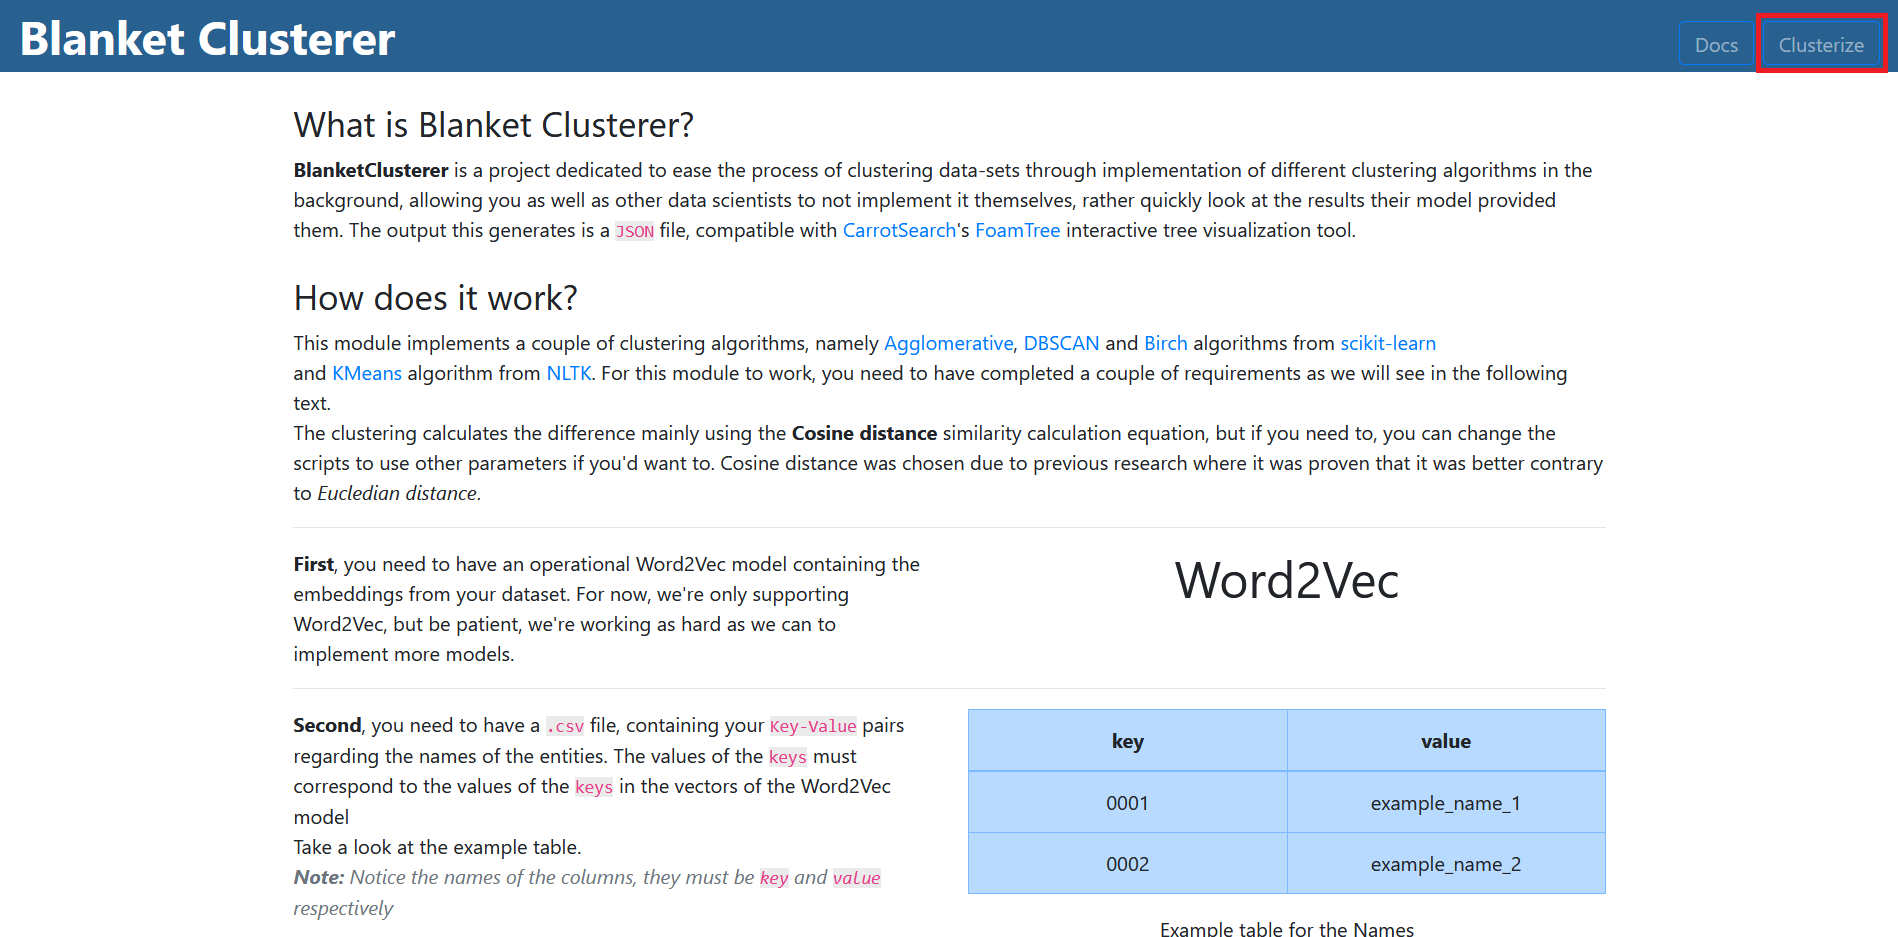 Blanket Clusterer
Docs
Clusterize
What is Blanket Clusterer?
BlanketClusterer is a project dedicated to ease the process of clustering data-sets through implementation of different clustering algorithms in the
background, allowing you as well as other data scientists to not implement it themselves, rather quickly look at the results their model provided
them. The output this generates is a JSON file, compatible with CarrotSearch's FoamTree interactive tree visualization tool.
How does it work?
This module implements a couple of clustering algorithms, namely Agglomerative, DBSCAN and Birch algorithms from scikit-learn
and KMeans algorithm from NLTK. For this module to work, you need to have completed a couple of requirements as we will see in the following
text.
The clustering calculates the difference mainly using the Cosine distance similarity calculation equation, but if you need to, you can change the
scripts to use other parameters if you'd want to. Cosine distance was chosen due to previous research where it was proven that it was better contrary
to Eucledian distance.
First, you need to have an operational Word2Vec model containing the
embeddings from your dataset. For now, we're only supporting
Word2Vec, but be patient, we're working as hard as we can to
implement more models.
Word2Vec
Second, you need to have a .csv file, containing your Key-Value pairs
regarding the names of the entities. The values of the keys must
correspond to the values of the keys in the vectors of the Word2Vec
model
Take a look at the example table.
Note: Notice the names of the columns, they must be key and value
respectively
key value
0001 example_name_1
0002 example_name_2
Example table for the Names